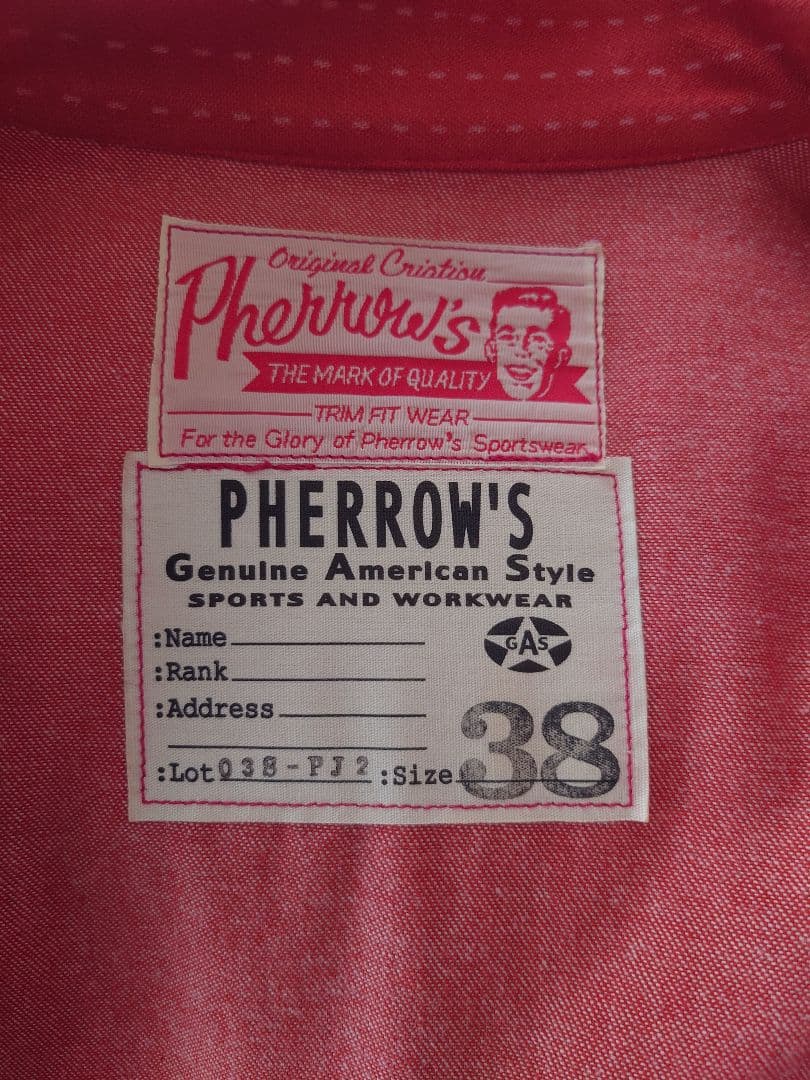 Original Criation
Pherrow's
THE MARK OF QUALITY
TRIM FIT WEAR
For the Glory of Pherrow's Sportswear
PHERROW'S
Genuine American Style
SPORTS AND WORKWEAR
:Name
GAS
:Rank
:Address
:Lot 038-PJ2 :Size 38